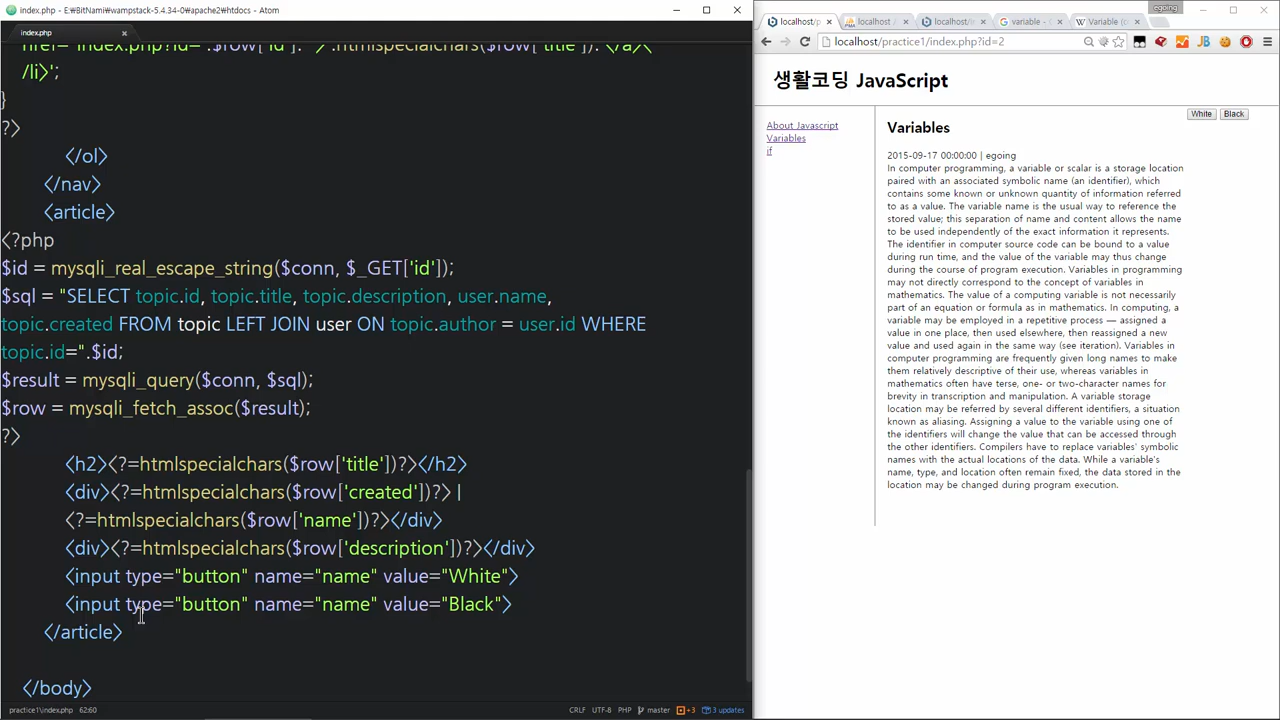 index.php - E:\BitNami\wampstack-5.4.34-0\apache2\htdocs - Atom
index.php
href="index.php?id='.$row['id'].'">'.htmlspecialchars($row['title']).'</a><
/li>';
}
?>
</ol>
</nav>
<article>
<?php
$id = mysqli_real_escape_string($conn, $_GET['id']);
$sql = "SELECT topic.id, topic.title, topic.description, user.name,
topic.created FROM topic LEFT JOIN user ON topic.author = user.id WHERE
topic.id=".$id;
$result = mysqli_query($conn, $sql);
$row = mysqli_fetch_assoc($result);
?>
<h2><?=htmlspecialchars($row['title'])?></h2>
<div><?=htmlspecialchars($row['created'])?> |
<?=htmlspecialchars($row['name'])?></div>
<div><?=htmlspecialchars($row['description'])?></div>
<input type="button" name="name" value="White">
<input type="button" name="name" value="Black">
</article>
</body>
practice1\index.php 62:60
CRLF UTF-8 PHP master +3 3 updates
egoing
localhost/p
localhost /
localhost/i
variable -
Variable (c
localhost/practice1/index.php?id=2
생활코딩 JavaScript
White Black
About Javascript
Variables
if
Variables
2015-09-17 00:00:00 | egoing
In computer programming, a variable or scalar is a storage location
paired with an associated symbolic name (an identifier), which
contains some known or unknown quantity of information referred
to as a value. The variable name is the usual way to reference the
stored value; this separation of name and content allows the name
to be used independently of the exact information it represents.
The identifier in computer source code can be bound to a value
during run time, and the value of the variable may thus change
during the course of program execution. Variables in programming
may not directly correspond to the concept of variables in
mathematics. The value of a computing variable is not necessarily
part of an equation or formula as in mathematics. In computing, a
variable may be employed in a repetitive process — assigned a
value in one place, then used elsewhere, then reassigned a new
value and used again in the same way (see iteration). Variables in
computer programming are frequently given long names to make
them relatively descriptive of their use, whereas variables in
mathematics often have terse, one- or two-character names for
brevity in transcription and manipulation. A variable storage
location may be referred by several different identifiers, a situation
known as aliasing. Assigning a value to the variable using one of
the identifiers will change the value that can be accessed through
the other identifiers. Compilers have to replace variables' symbolic
names with the actual locations of the data. While a variable's
name, type, and location often remain fixed, the data stored in the
location may be changed during program execution.